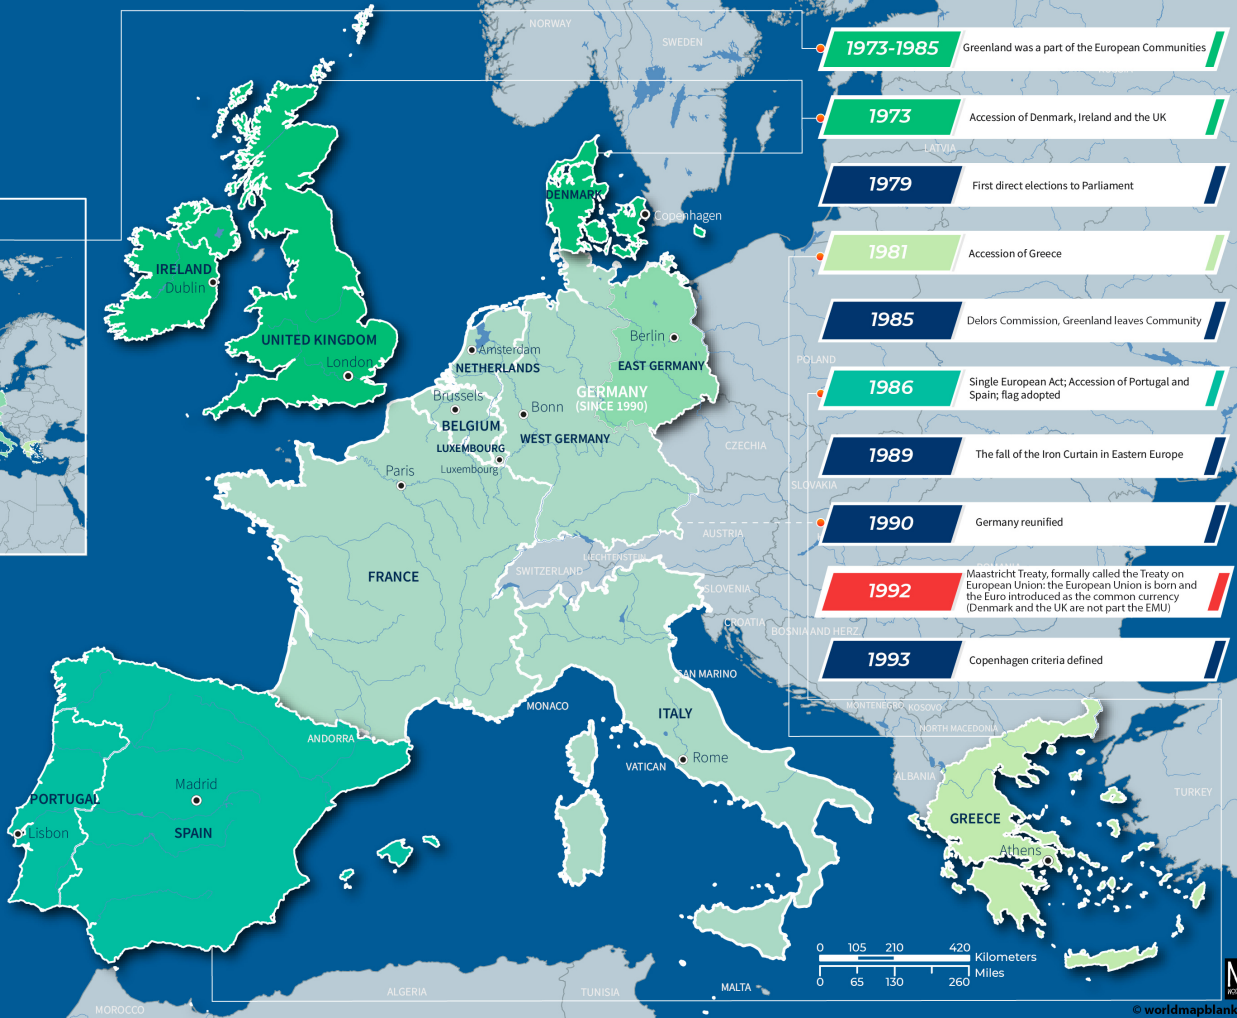 NORWAY
SWEDEN
1973-1985
Greenland was a part of the European Communities
1973
Accession of Denmark, Ireland and the UK
LATVIA
1979
First direct elections to Parliament
DENMARK
Copenhagen
1981
Accession of Greece
IRELAND
Dublin
1985
Delors Commission, Greenland leaves Community
UNITED KINGDOM
London
Amsterdam
NETHERLANDS
Berlin
EAST GERMANY
POLAND
1986
Single European Act; Accession of Portugal and
Spain; flag adopted
GERMANY
(SINCE 1990)
Brussels
Bonn
BELGIUM
WEST GERMANY
LUXEMBOURG
Luxembourg
CZECHIA
1989
The fall of the Iron Curtain in Eastern Europe
Paris
SLOVAKIA
1990
Germany reunified
AUSTRIA
LIECHTENSTEIN
SWITZERLAND
FRANCE
SLOVENIA
1992
Maastricht Treaty, formally called the Treaty on
European Union: the European Union is born and
the Euro introduced as the common currency
(Denmark and the UK are not part the EMU)
CROATIA
BOSNIA AND HERZ.
1993
Copenhagen criteria defined
SAN MARINO
MONACO
MONTENEGRO
KOSOVO
ITALY
NORTH MACEDONIA
ANDORRA
VATICAN
Rome
ALBANIA
TURKEY
Madrid
PORTUGAL
SPAIN
Lisbon
GREECE
Athens
0 105 210 420
Kilometers
0 65 130 260
Miles
ALGERIA
TUNISIA
MALTA
MOROCCO
© worldmapblank